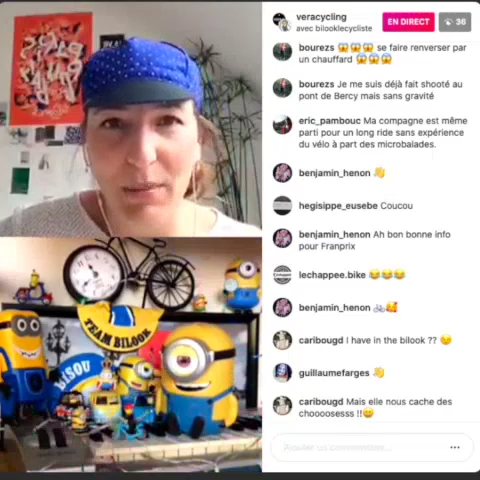 veracycling
avec bilooklecycliste
EN DIRECT
36
bourezs 😱😱😱 se faire renverser par
un chauffard 😱😱😱
bourezs Je me suis déjà fait shooté au
pont de Bercy mais sans gravité
eric_pambouc Ma compagne est même
parti pour un long ride sans expérience
du vélo à part des microbalades.
benjamin_henon 👋
hegisippe_eusebe Coucou
benjamin_henon Ah bon bonne info
pour Franprix
lechappee.bike 😂😂😂
benjamin_henon 🚲🥰
caribougd I have in the bilook ?? 😉
guillaumefarges 👋
caribougd Mais elle nous cache des
chooooosesss !!😄
Ajouter un commentaire...
TEAM BILOOK
BISOU